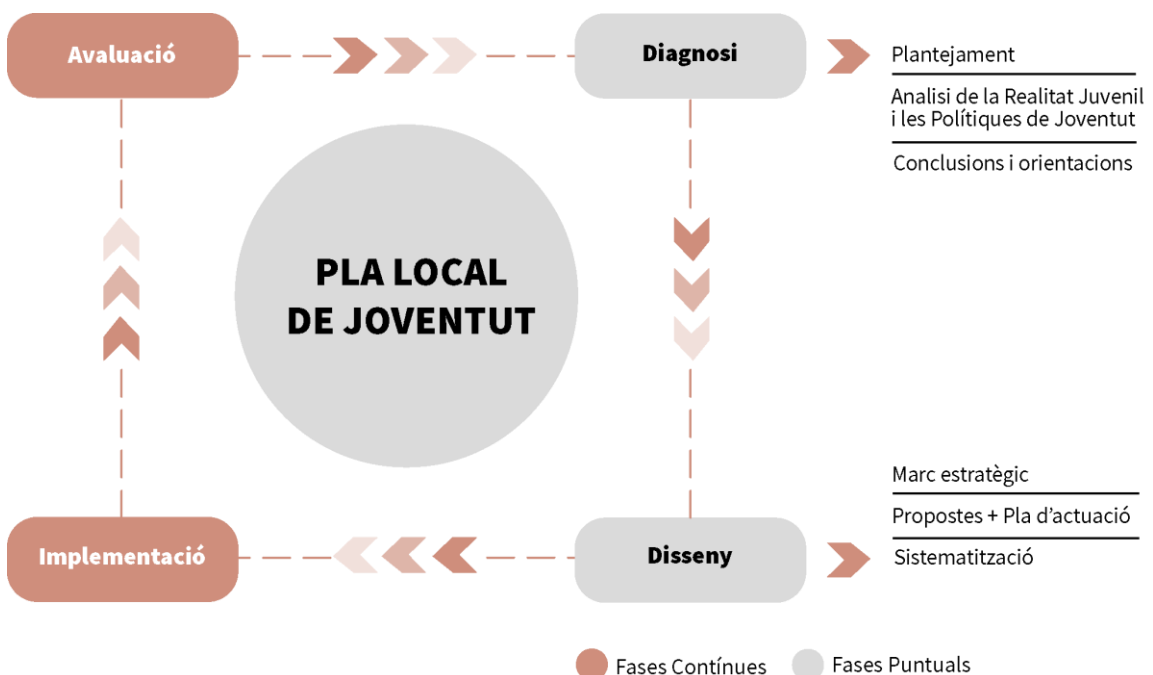 Avaluació
Diagnosi
Plantejament
Analisi de la Realitat Juvenil
i les Polítiques de Joventut
Conclusions i orientacions
PLA LOCAL
DE JOVENTUT
Marc estratègic
Propostes + Pla d’actuació
Sistematització
Implementació
Disseny
Fases Contínues
Fases Puntuals